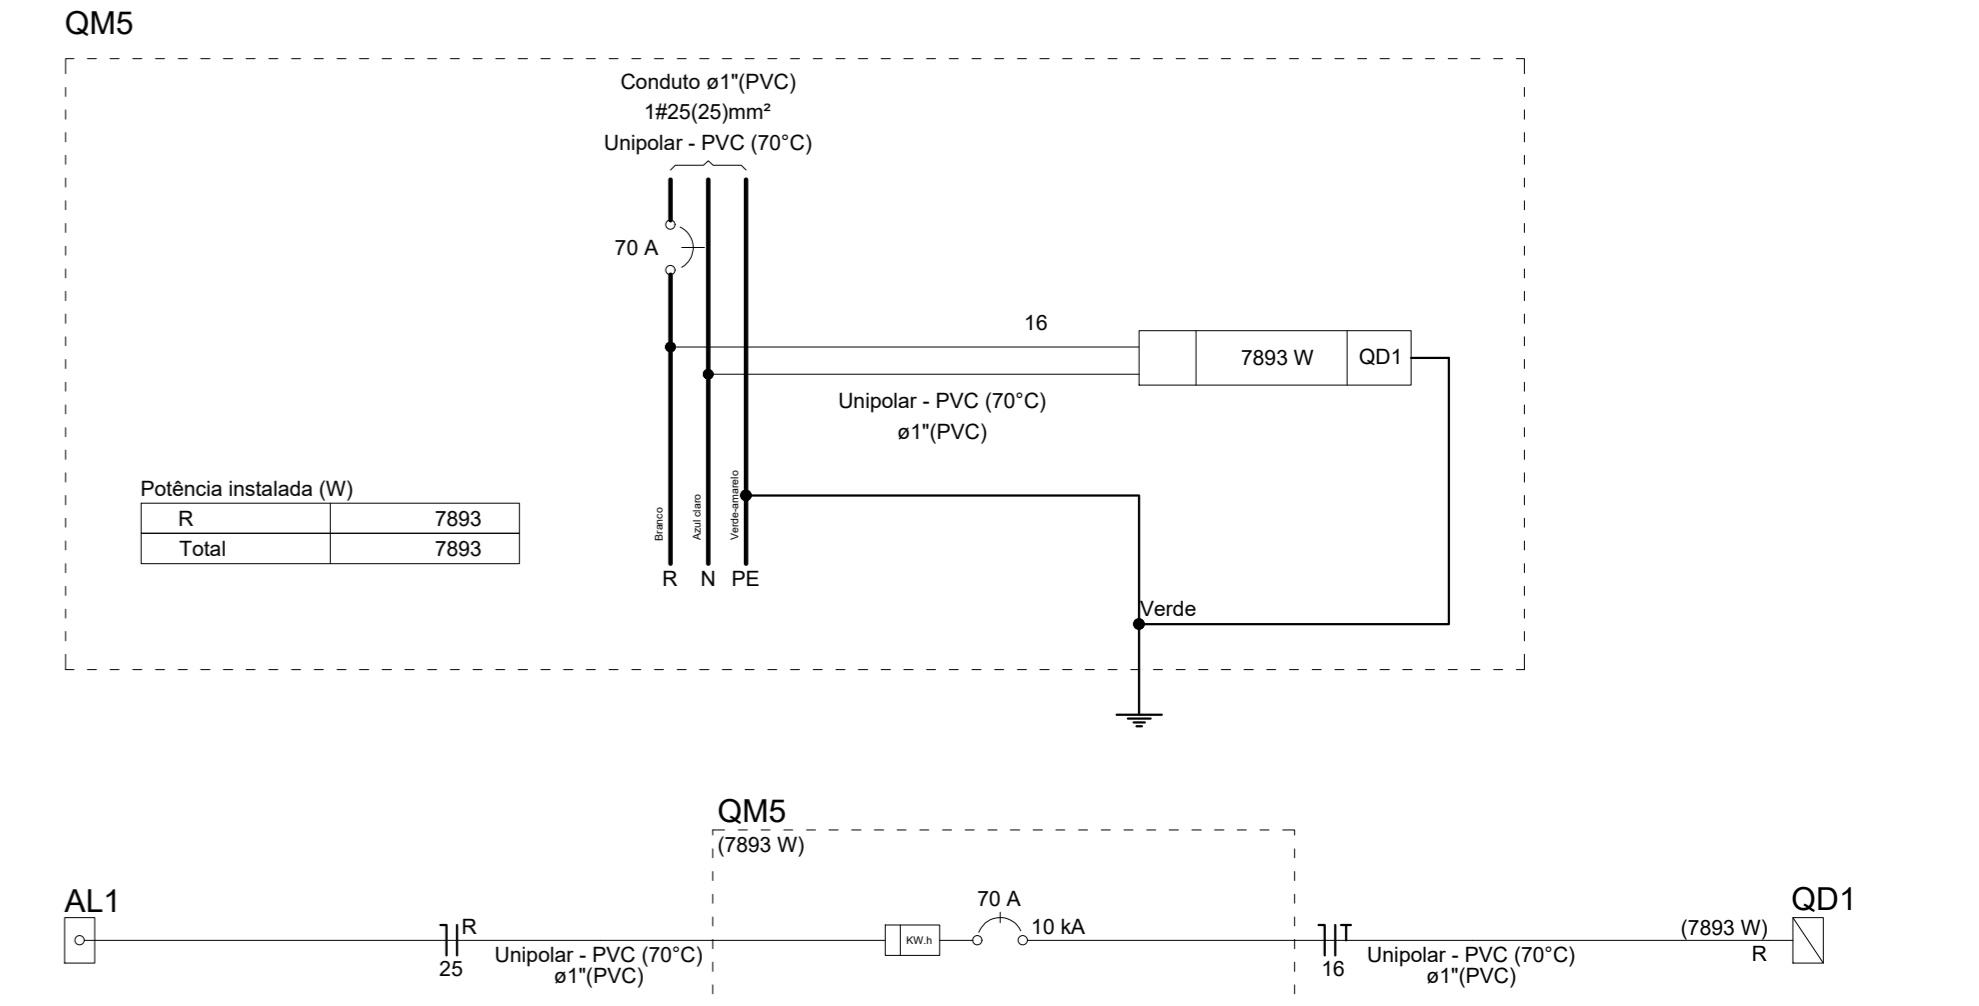 QM5
Conduto ø1"(PVC)
1#25(25)mm²
Unipolar - PVC (70°C)
70 A
16
7893 W
QD1
Unipolar - PVC (70°C)
ø1"(PVC)
Potência instalada (W)
R 7893
Total 7893
Branco
Azul claro
Verde-amarelo
R N PE
Verde
QM5
(7893 W)
AL1
R
25
Unipolar - PVC (70°C)
ø1"(PVC)
KW.h
70 A
10 kA
16
Unipolar - PVC (70°C)
ø1"(PVC)
(7893 W)
R
QD1